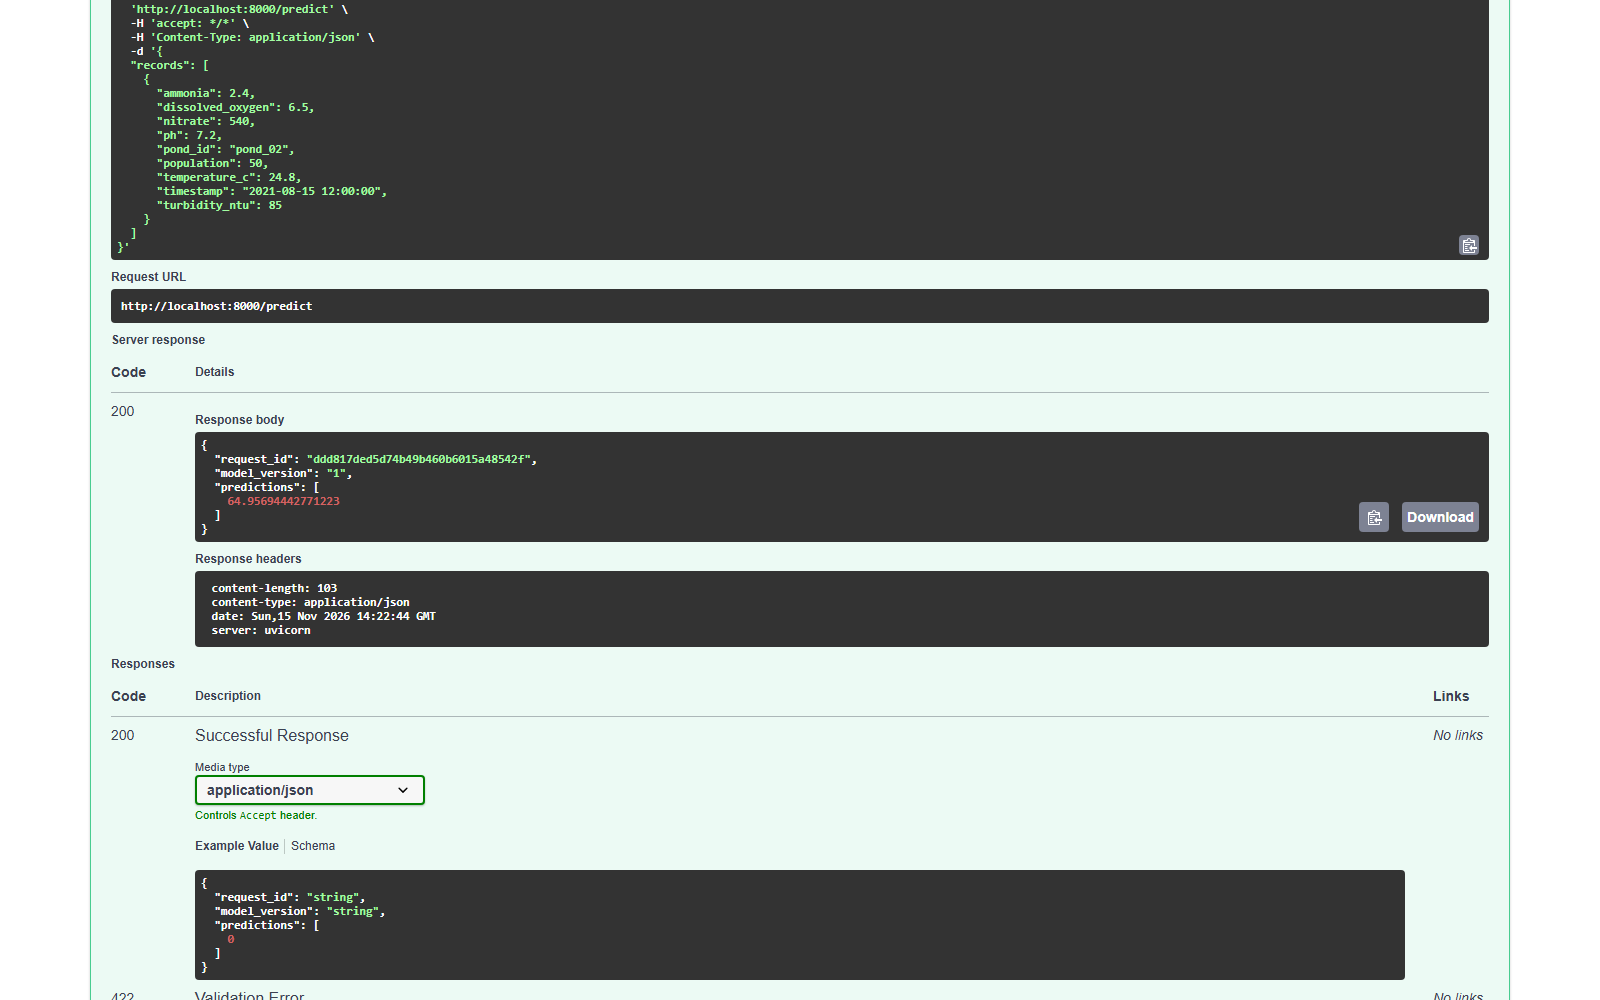 'http://localhost:8000/predict' \
-H 'accept: */*' \
-H 'Content-Type: application/json' \
-d '{
"records": [
{
"ammonia": 2.4,
"dissolved_oxygen": 6.5,
"nitrate": 540,
"ph": 7.2,
"pond_id": "pond_02",
"population": 50,
"temperature_c": 24.8,
"timestamp": "2021-08-15 12:00:00",
"turbidity_ntu": 85
}
]
}'
Request URL
http://localhost:8000/predict
Server response
Code Details
200
Response body
{
"request_id": "ddd817ded5d74b49b460b6015a48542f",
"model_version": "1",
"predictions": [
64.95694442771223
]
}
Download
Response headers
content-length: 103
content-type: application/json
date: Sun,15 Nov 2026 14:22:44 GMT
server: uvicorn
Responses
Code Description Links
200 Successful Response No links
Media type
application/json
Controls Accept header.
Example Value Schema
{
"request_id": "string",
"model_version": "string",
"predictions": [
0
]
}
422 Validation Error No links